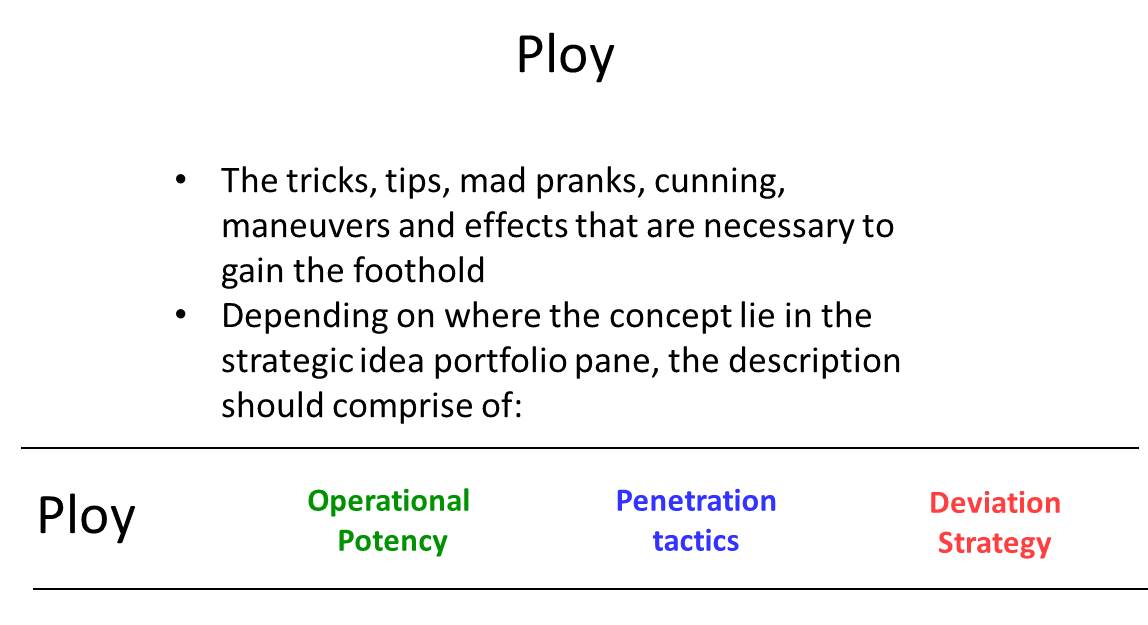 Ploy
• The tricks, tips, mad pranks, cunning,
maneuvers and effects that are necessary to
gain the foothold
• Depending on where the concept lie in the
strategic idea portfolio pane, the description
should comprise of:
Ploy
Operational
Potency
Penetration
tactics
Deviation
Strategy